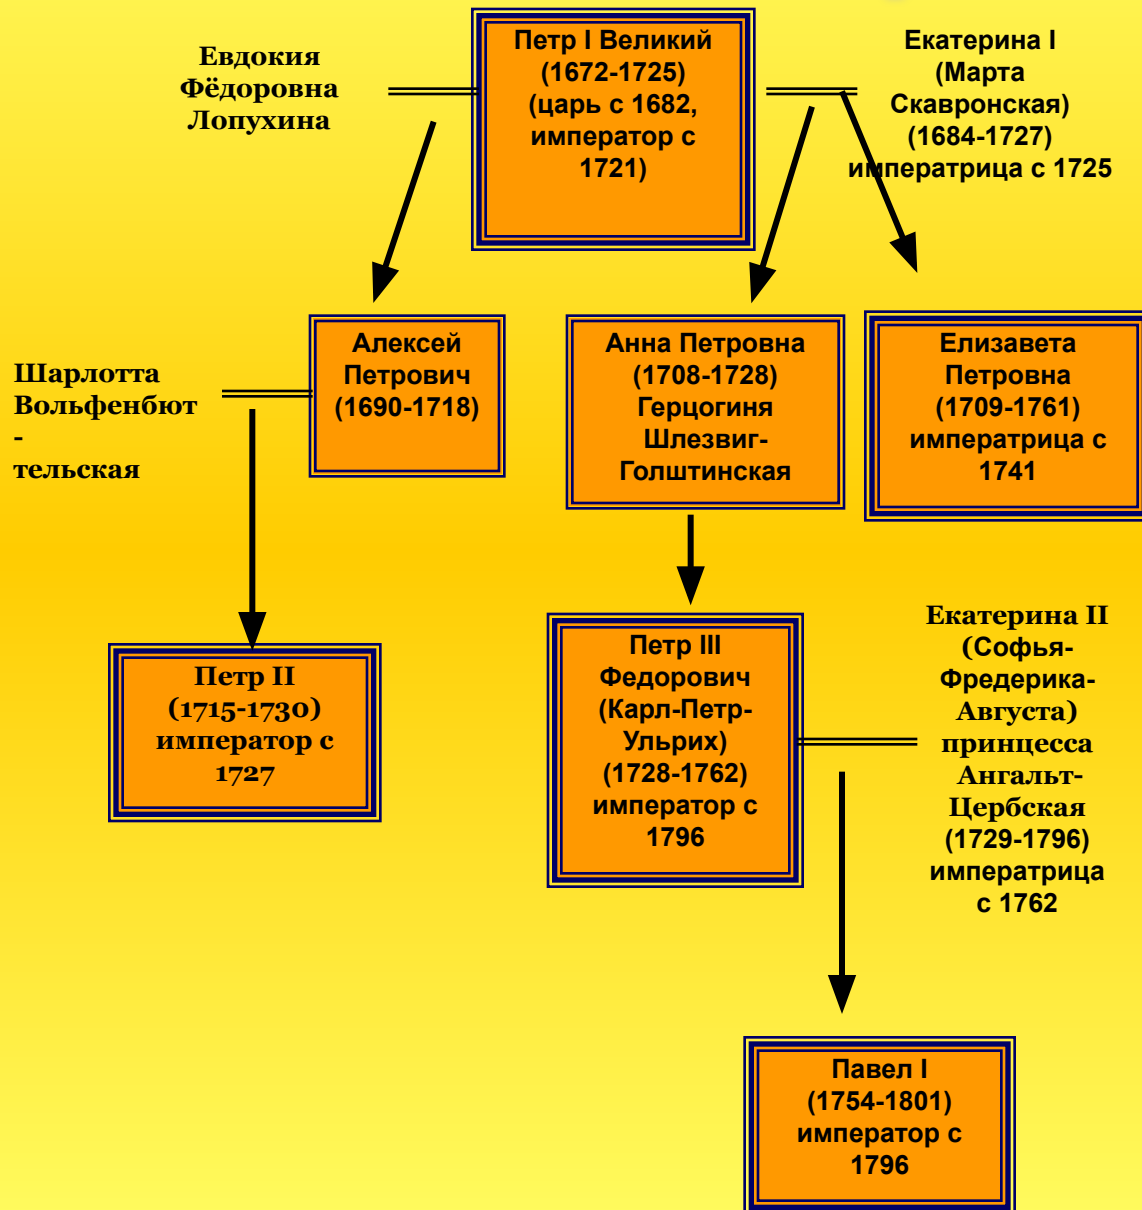 Евдокия
Фёдоровна
Лопухина
Петр I Великий
(1672-1725)
(царь с 1682,
император с
1721)
Екатерина I
(Марта
Скавронская)
(1684-1727)
императрица с 1725
Шарлотта
Вольфенбют
-
тельская
Алексей
Петрович
(1690-1718)
Анна Петровна
(1708-1728)
Герцогиня
Шлезвиг-
Голштинская
Елизавета
Петровна
(1709-1761)
императрица с
1741
Петр II
(1715-1730)
император с
1727
Петр III
Федорович
(Карл-Петр-
Ульрих)
(1728-1762)
император с
1796
Екатерина II
(Софья-
Фредерика-
Августа)
принцесса
Ангальт-
Цербская
(1729-1796)
императрица
с 1762
Павел I
(1754-1801)
император с
1796